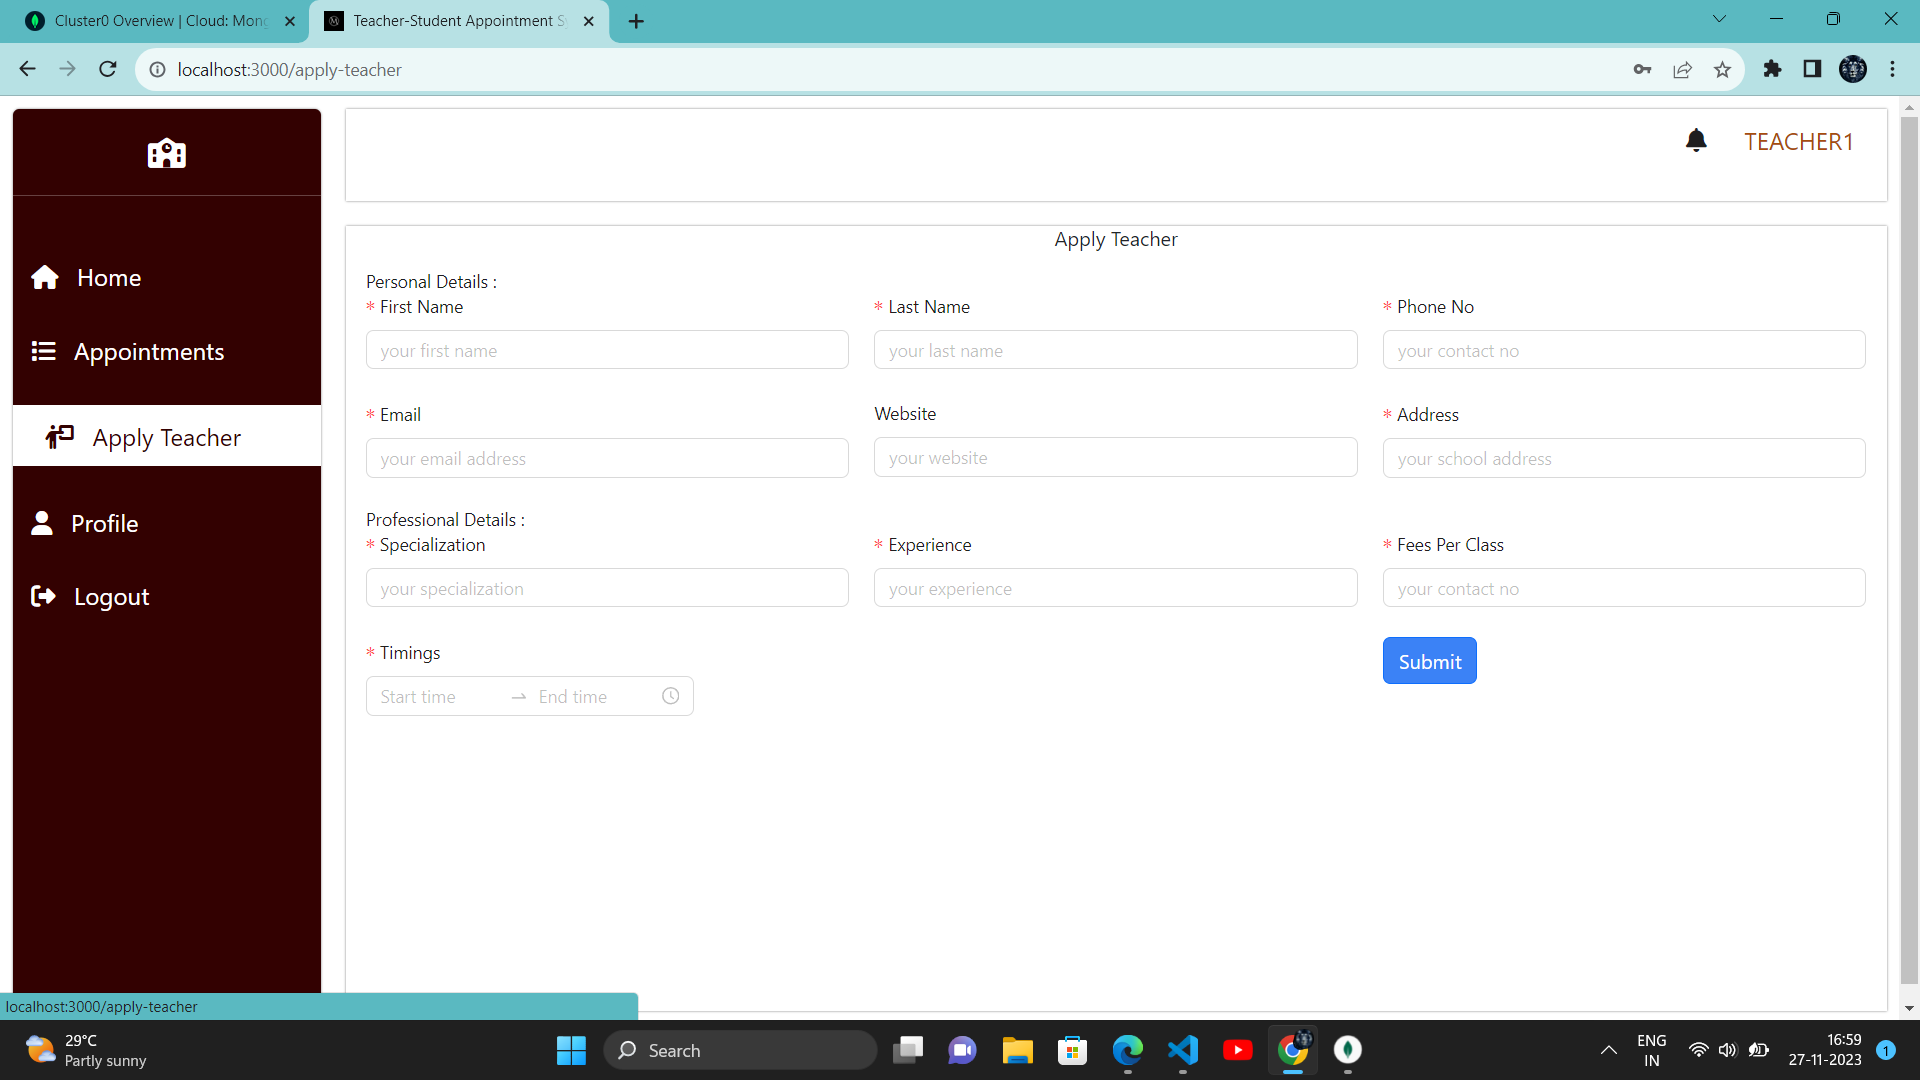 Cluster0 Overview | Cloud: Mong
Teacher-Student Appointment Sy
localhost:3000/apply-teacher
TEACHER1
Home
Appointments
Apply Teacher
Profile
Logout
Apply Teacher
Personal Details :
* First Name
* Last Name
* Phone No
your first name
your last name
your contact no
* Email
Website
* Address
your email address
your website
your school address
Professional Details :
* Specialization
* Experience
* Fees Per Class
your specialization
your experience
your contact no
* Timings
Start time
End time
Submit
localhost:3000/apply-teacher
29°C
Partly sunny
Search
ENG
IN
16:59
27-11-2023
1